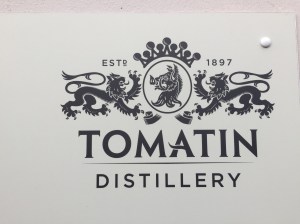 ESTD 1897
TOMATIN
DISTILLERY